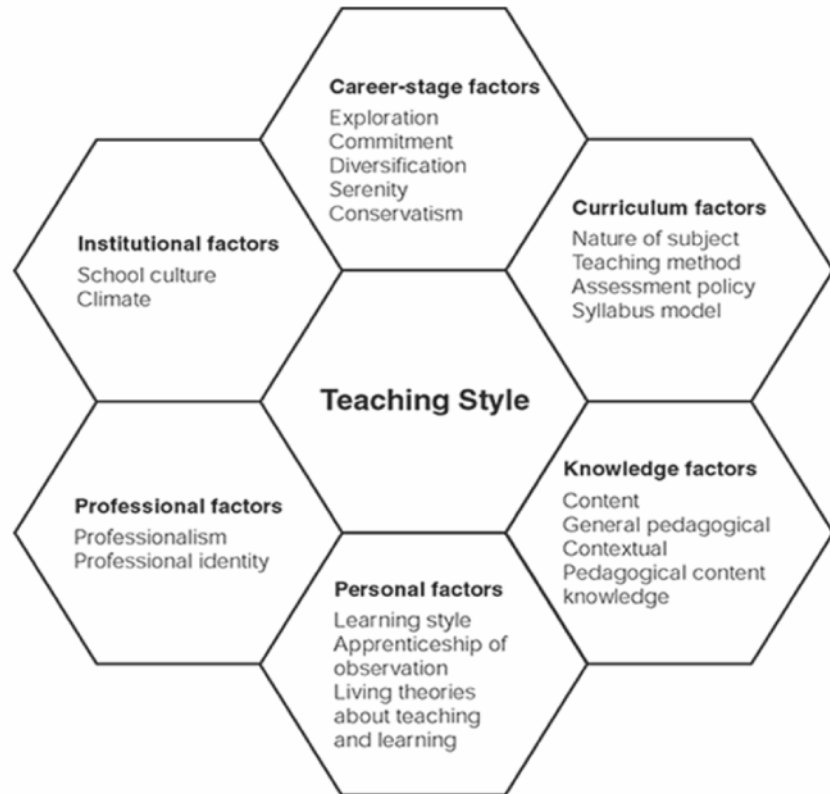 Career-stage factors
Exploration
Commitment
Diversification
Serenity
Conservatism
Institutional factors
School culture
Climate
Curriculum factors
Nature of subject
Teaching method
Assessment policy
Syllabus model
Teaching Style
Professional factors
Professionalism
Professional identity
Knowledge factors
Content
General pedagogical
Contextual
Pedagogical content
knowledge
Personal factors
Learning style
Apprenticeship of
observation
Living theories
about teaching
and learning